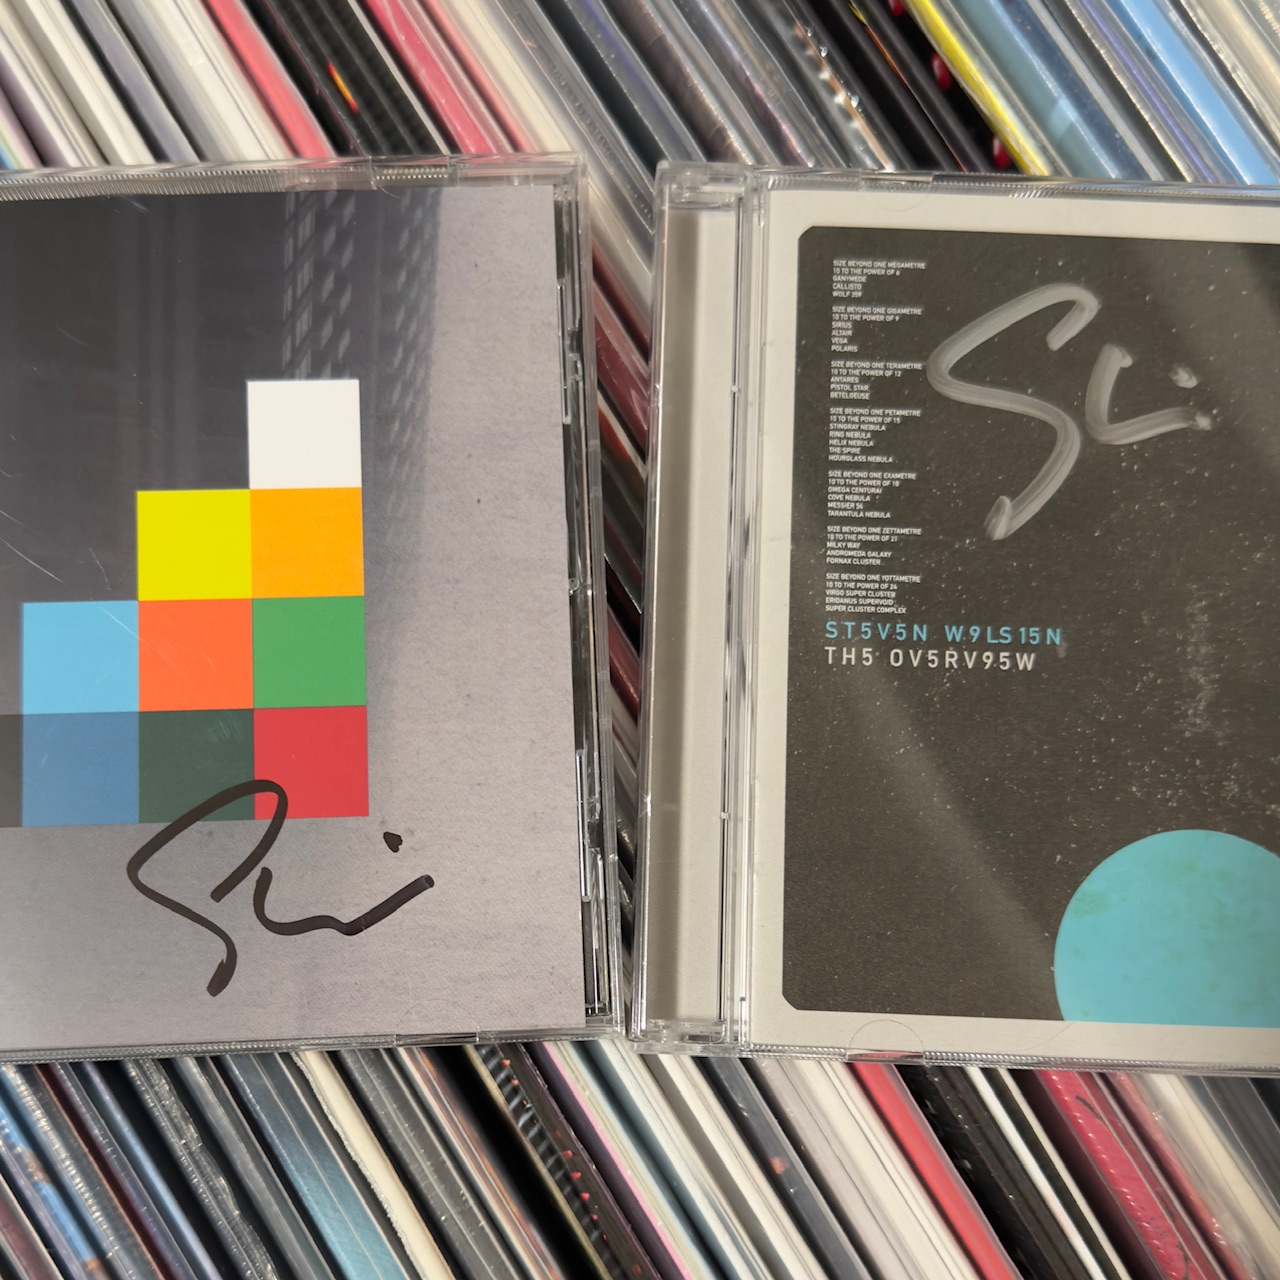 SIZE BEYOND ONE MEGAMETRE
10 TO THE POWER OF 6
GANYMEDE
CALLISTO
WOLF 359
SIZE BEYOND ONE GIGAMETRE
10 TO THE POWER OF 9
SIRIUS
ALTAIR
VEGA
POLARIS
SIZE BEYOND ONE TERAMETRE
10 TO THE POWER OF 12
ANTARES
PISTOL STAR
BETELGEUSE
SIZE BEYOND ONE PETAMETRE
10 TO THE POWER OF 15
STINGRAY NEBULA
RING NEBULA
HELIX NEBULA
THE SPIRE
HOURGLASS NEBULA
SIZE BEYOND ONE EXAMETRE
10 TO THE POWER OF 18
OMEGA CENTURAI
COVE NEBULA
MESSIER 54
TARANTULA NEBULA
SIZE BEYOND ONE ZETTAMETRE
10 TO THE POWER OF 21
MILKY WAY
ANDROMEDA GALAXY
FORNAX CLUSTER
SIZE BEYOND ONE YOTTAMETRE
10 TO THE POWER OF 24
VIRGO SUPER CLUSTER
ERIDANUS SUPERVOID
SUPER CLUSTER COMPLEX
ST5V5N W9LS15N
TH5 OV5RV95W